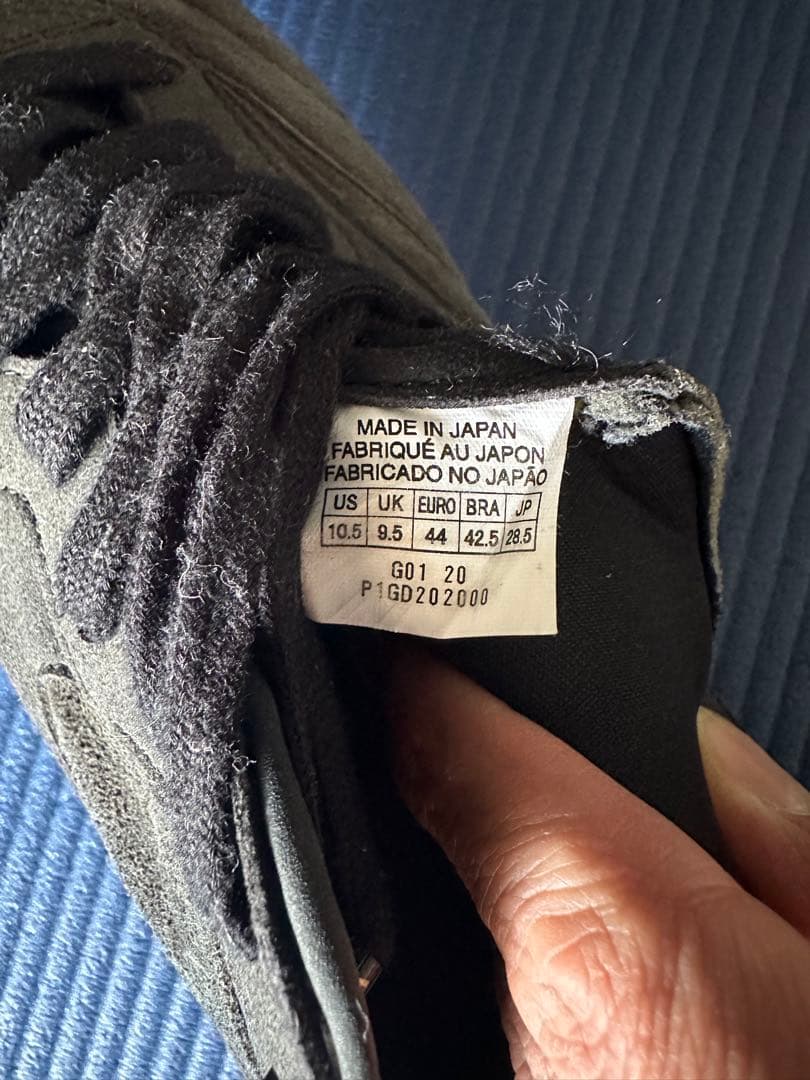 MADE IN JAPAN
FABRIQUÉ AU JAPON
FABRICADO NO JAPÃO
US UK EURO BRA JP
10.5 9.5 44 42.5 28.5
G01 20
P1GD202000